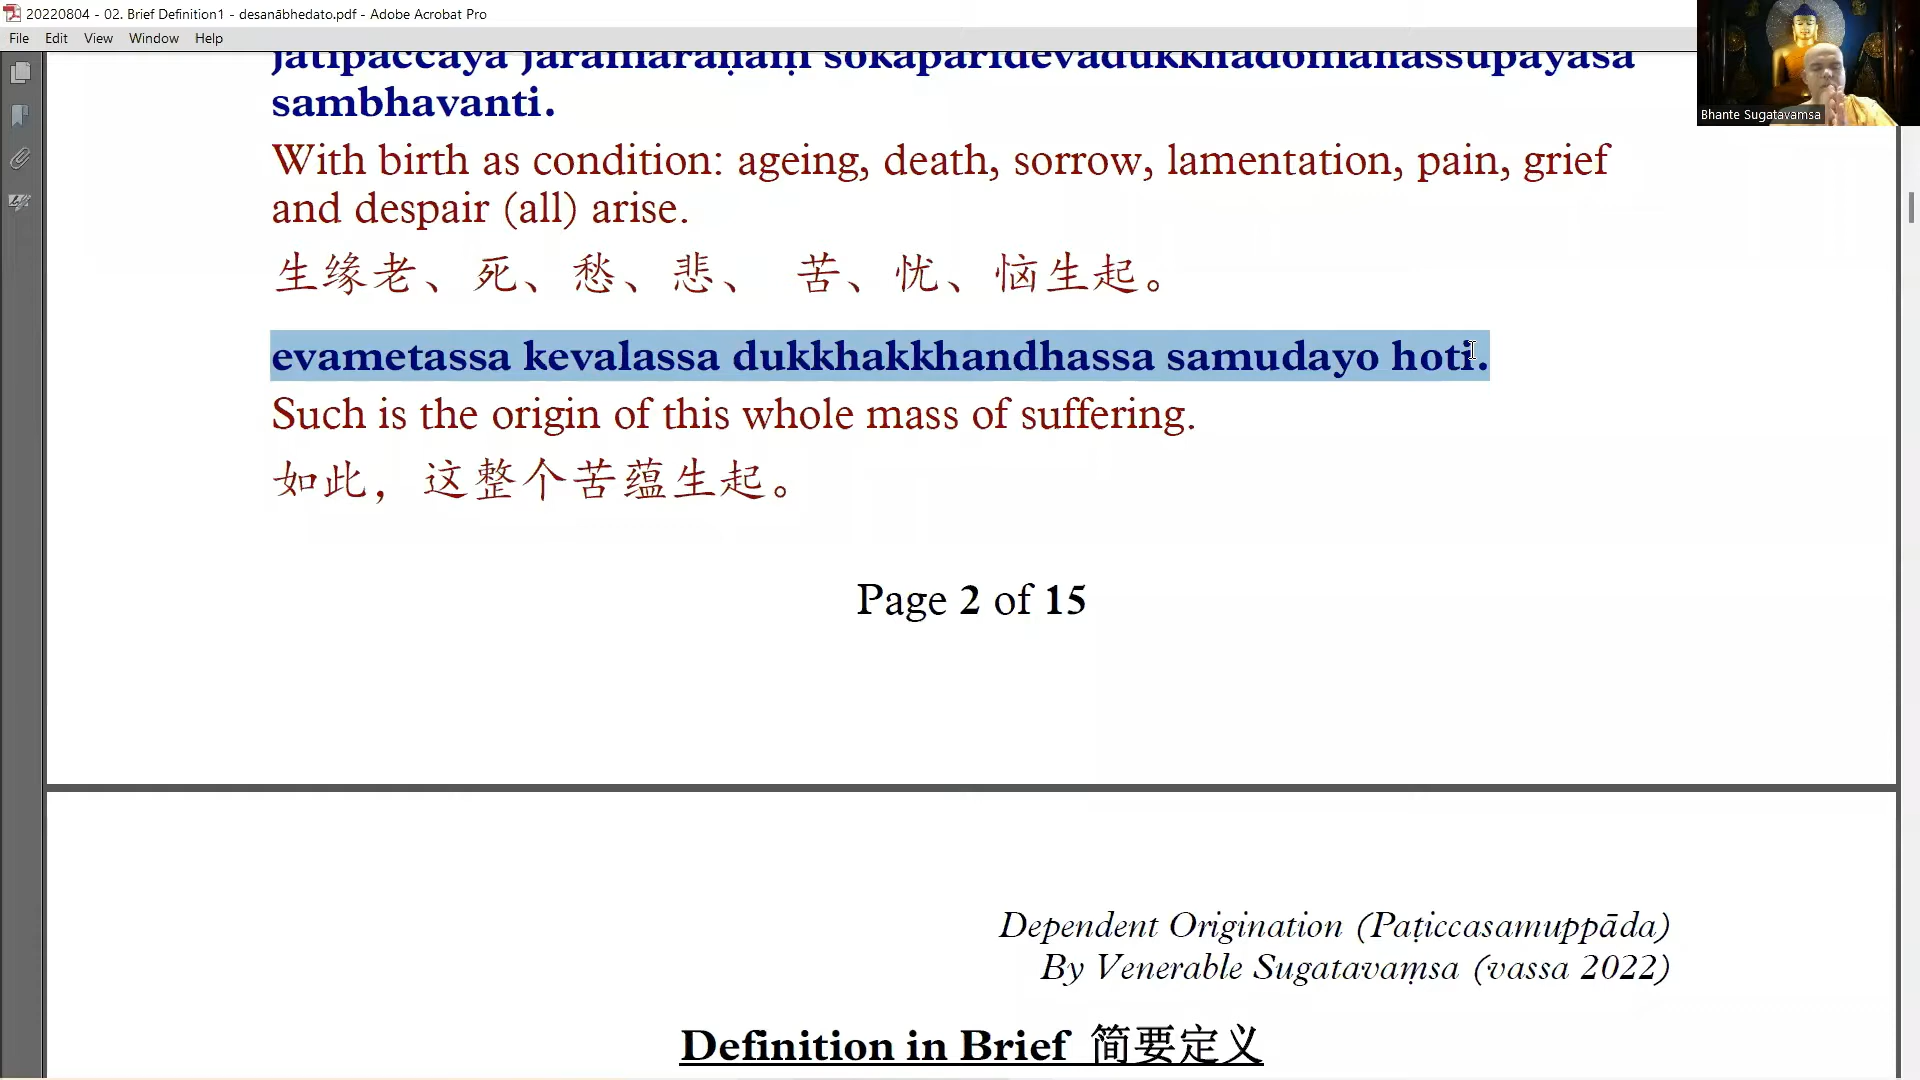 20220804 - 02. Brief Definition1 - desanābhedato.pdf - Adobe Acrobat Pro
File Edit View Window Help
Bhante Sugatavamsa
jātipaccayā jarāmaraṇaṃ sokaparidevadukkhadomanassupāyāsā
sambhavanti.
With birth as condition: ageing, death, sorrow, lamentation, pain, grief
and despair (all) arise.
生缘老、死、愁、悲、 苦、忧、恼生起。
evametassa kevalassa dukkhakkhandhassa samudayo hoti.
Such is the origin of this whole mass of suffering.
如此，这整个苦蕴生起。
Page 2 of 15
Dependent Origination (Paṭiccasamuppāda)
By Venerable Sugatavaṃsa (vassa 2022)
Definition in Brief 简要定义